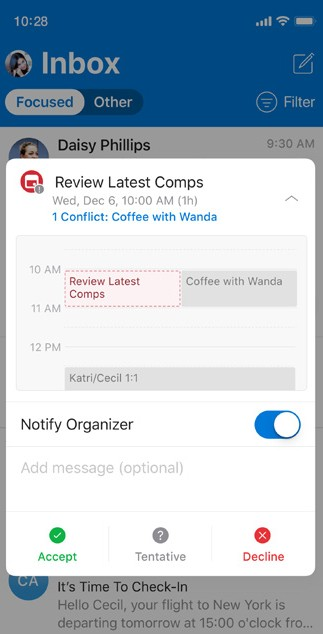 10:28
Inbox
Focused Other Filter
Daisy Phillips 9:30 AM
Review Latest Comps
Wed, Dec 6, 10:00 AM (1h)
1 Conflict: Coffee with Wanda
10 AM
Review Latest
Comps
Coffee with Wanda
11 AM
12 PM
Katri/Cecil 1:1
Notify Organizer
Add message (optional)
Accept Tentative Decline
CA
It's Time To Check-In
Hello Cecil, your flight to New York is
departing tomorrow at 15:00 o'clock fro...